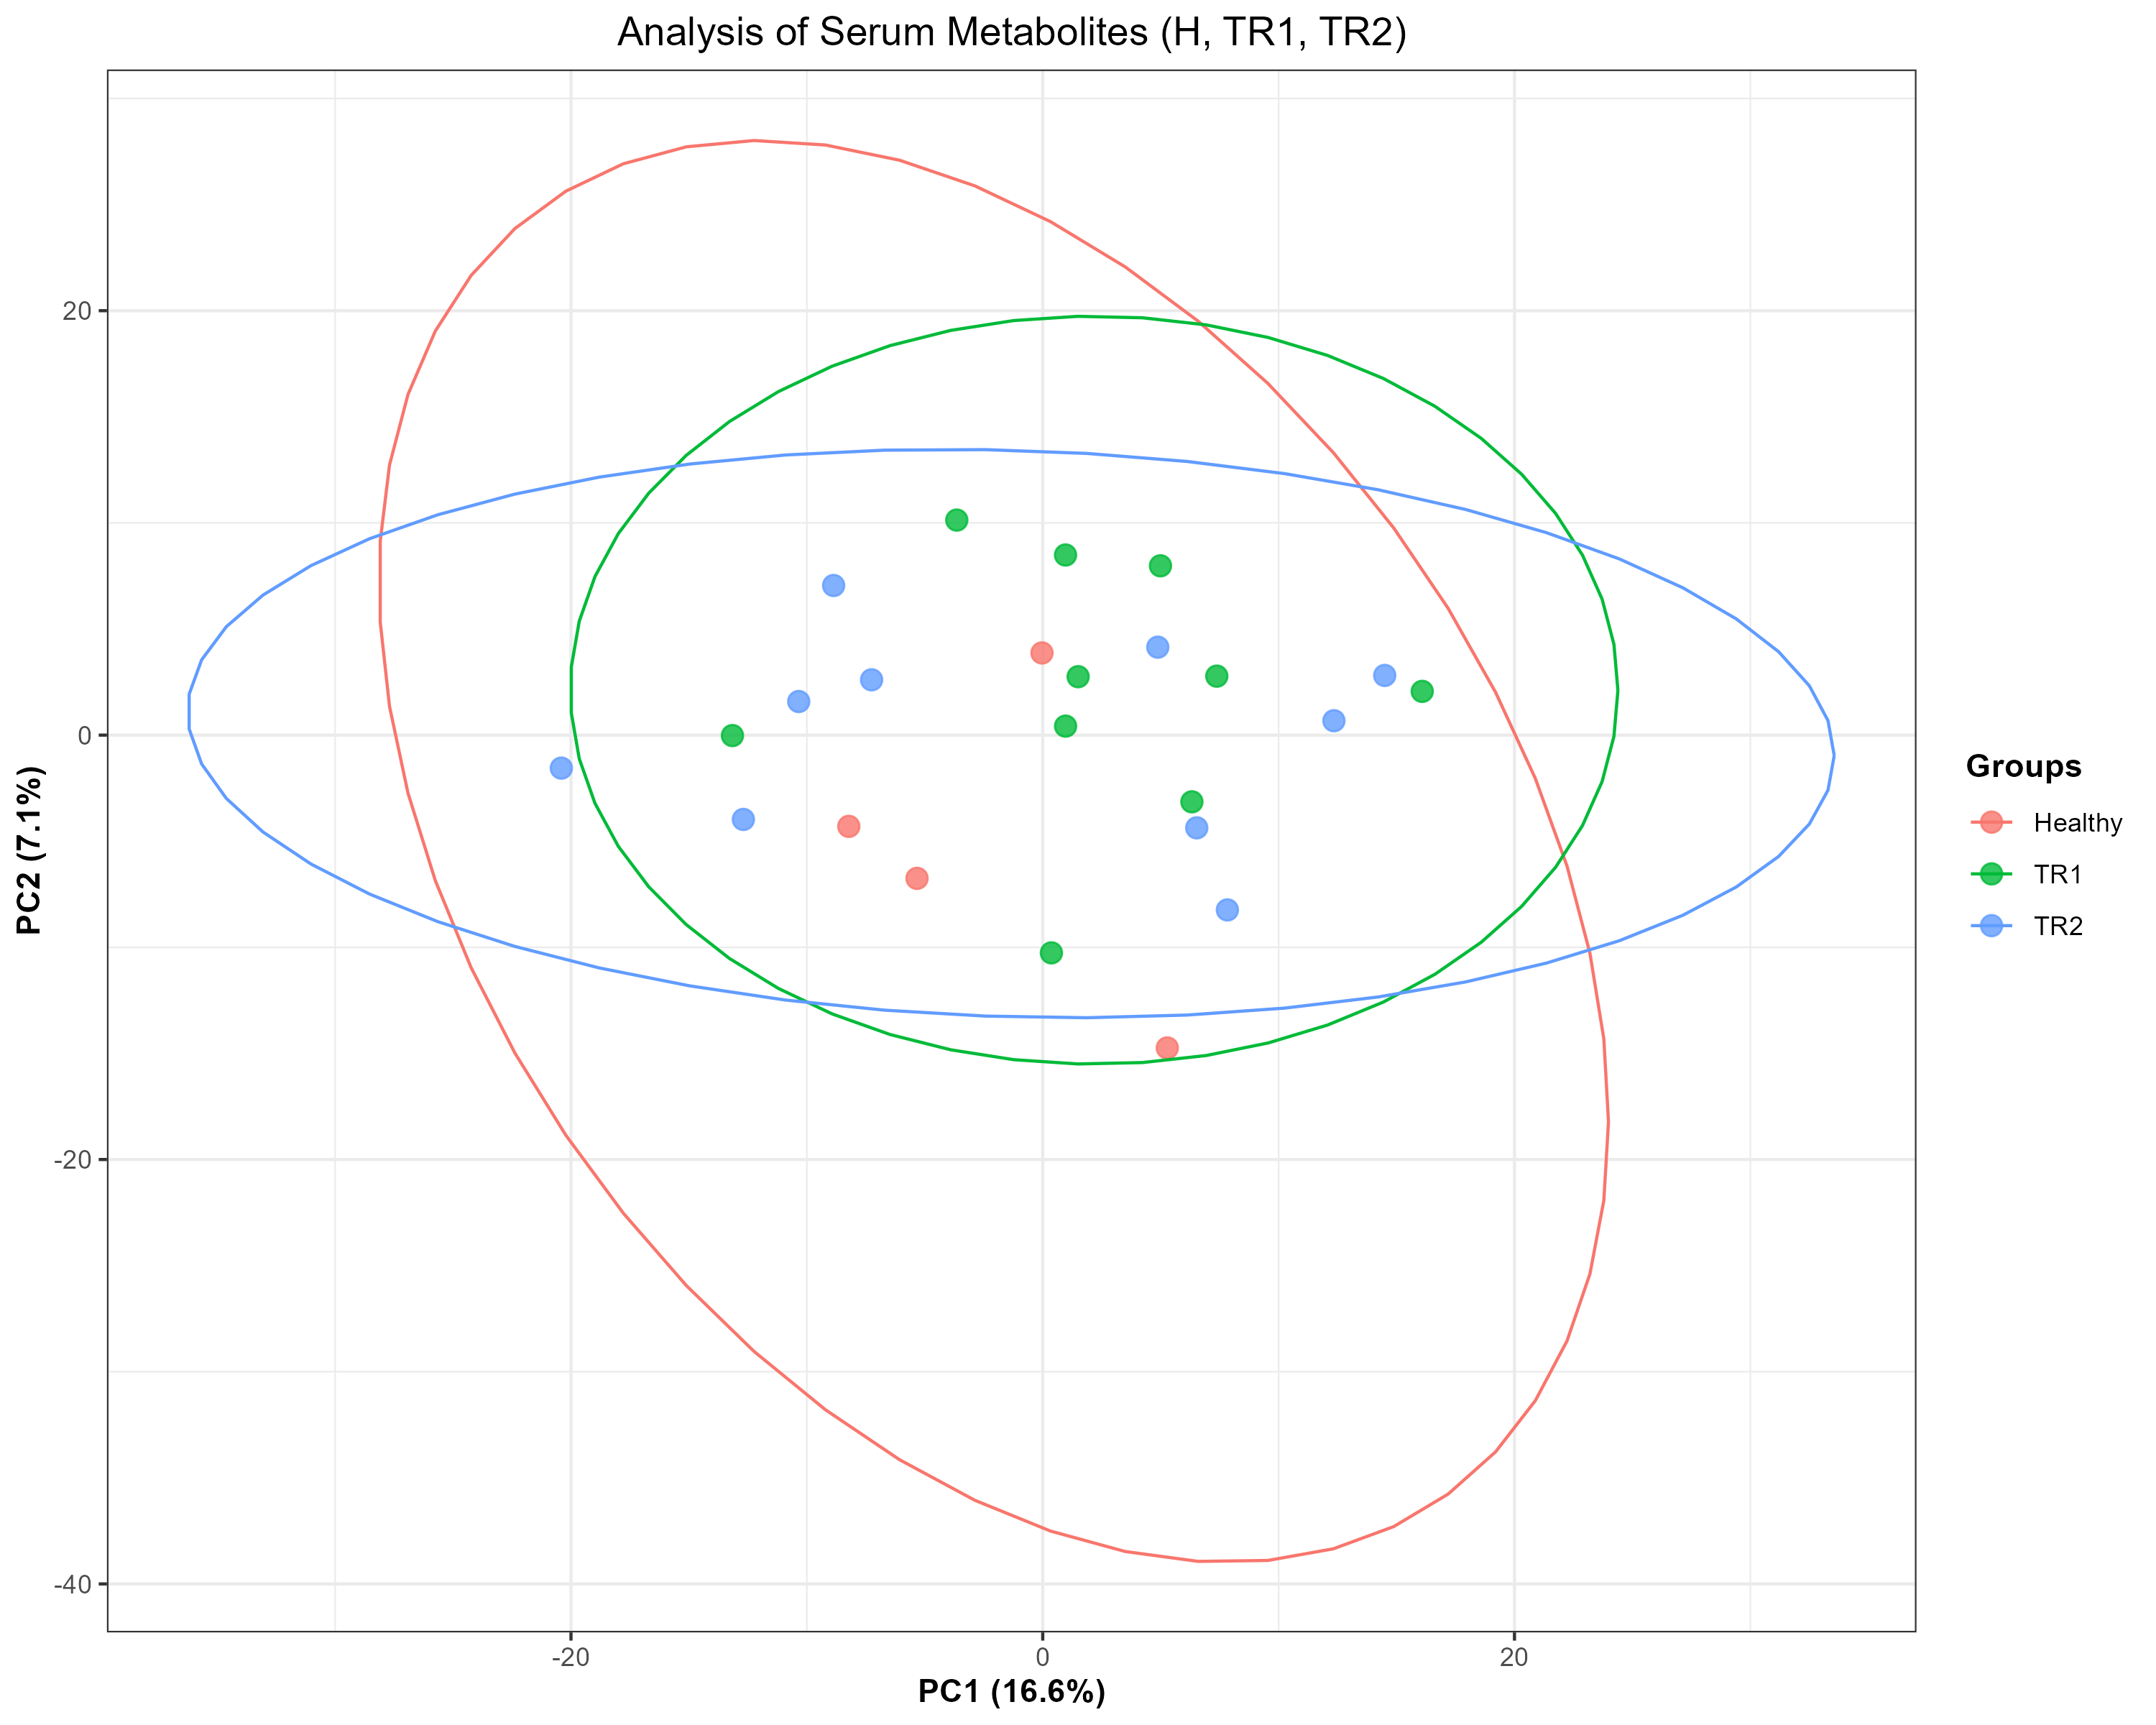 Analysis of Serum Metabolites (H, TR1, TR2)
20
0
-20
-40
PC2 (7.1%)
-20 0 20
PC1 (16.6%)
Groups
Healthy
TR1
TR2